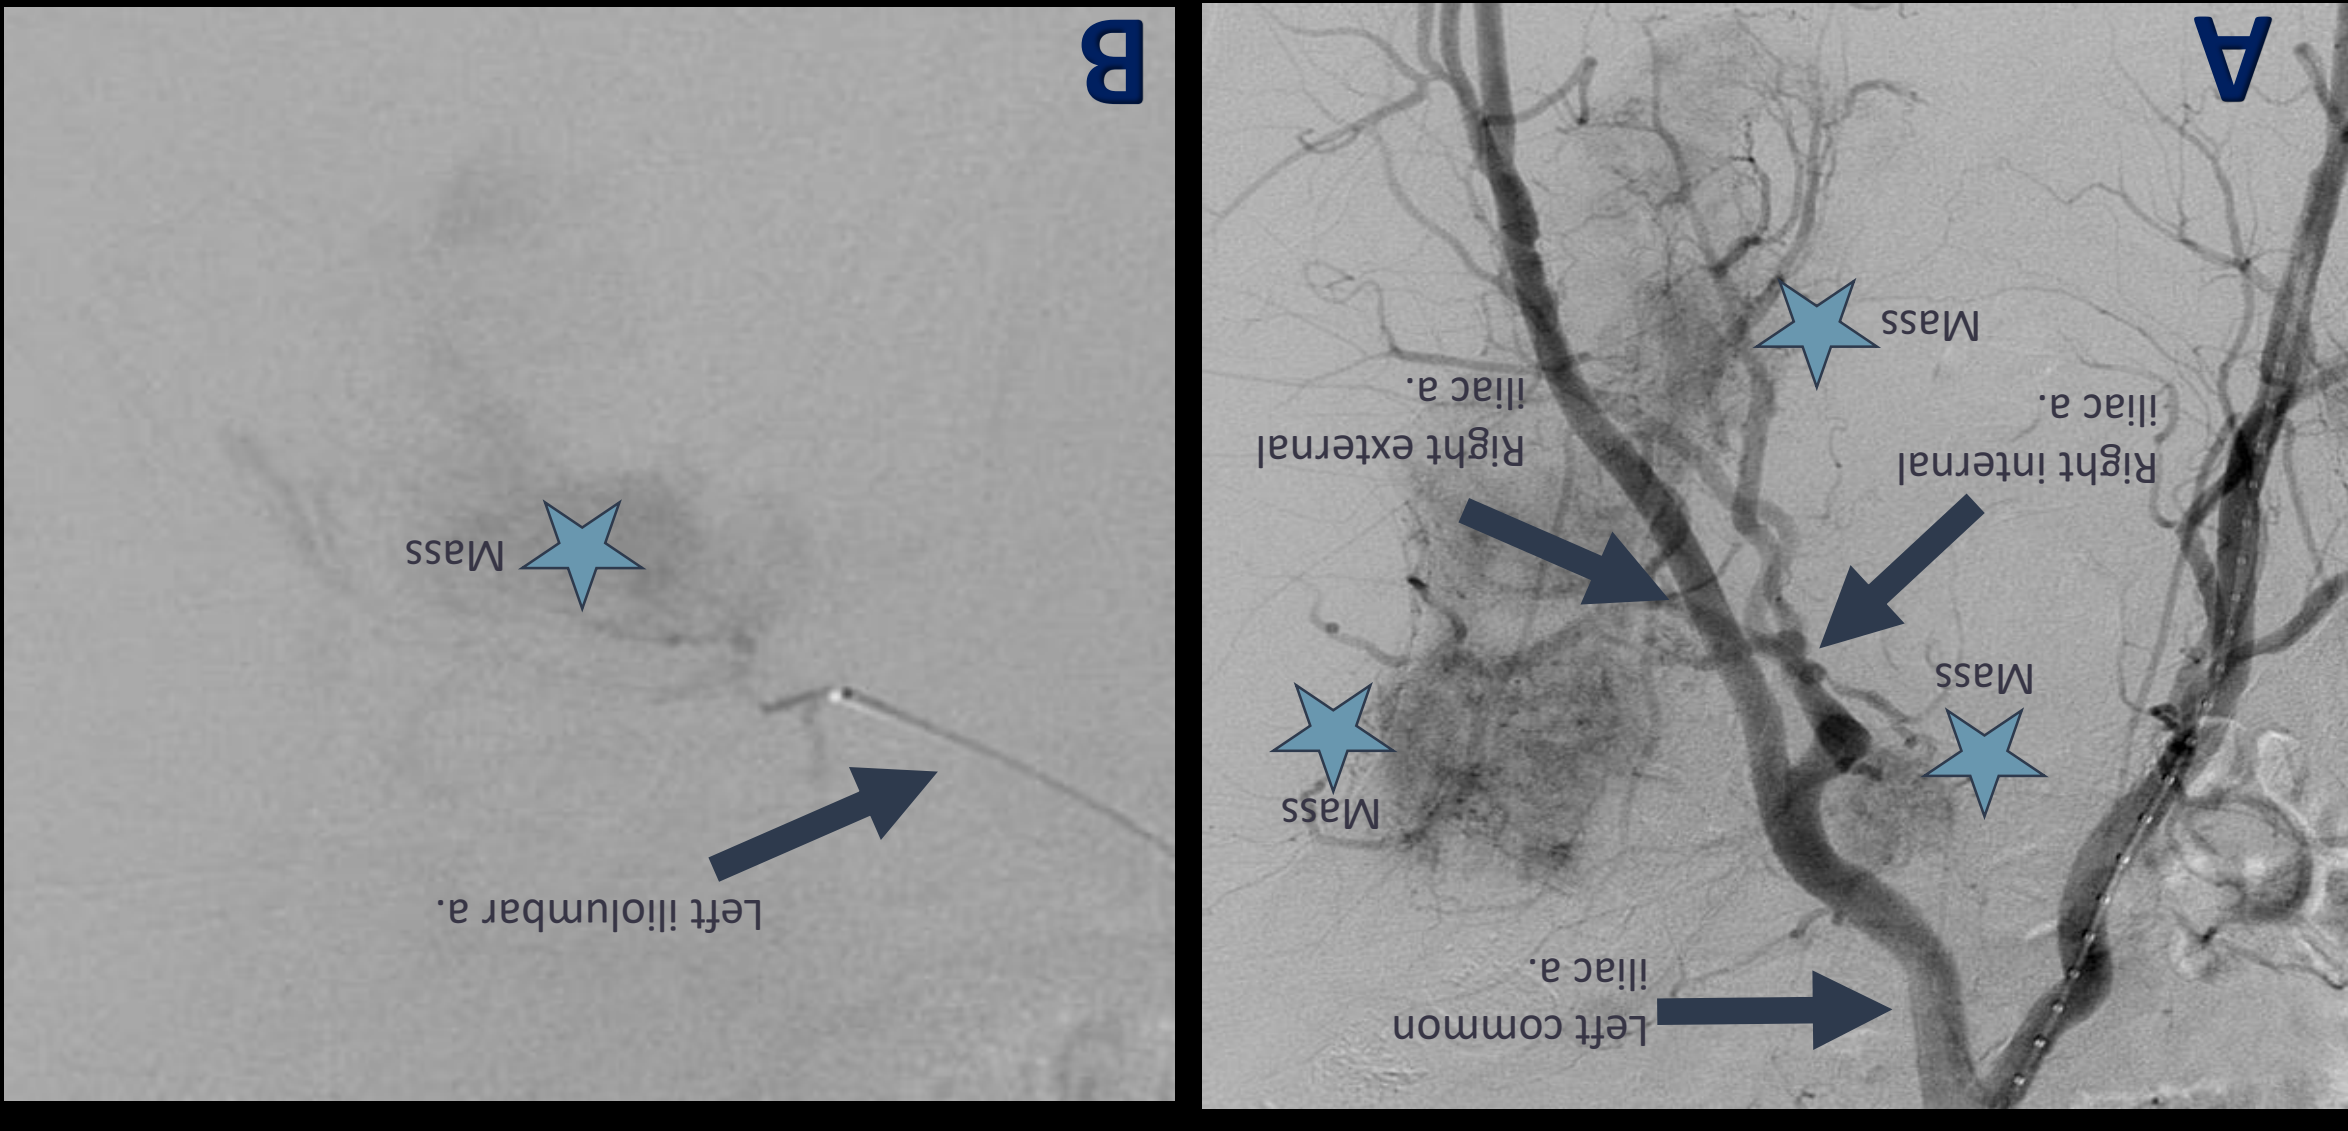 Left common
iliac a.
Mass
Mass
Right internal
iliac a.
Right external
iliac a.
Mass
A
Left iliolumbar a.
Mass
B